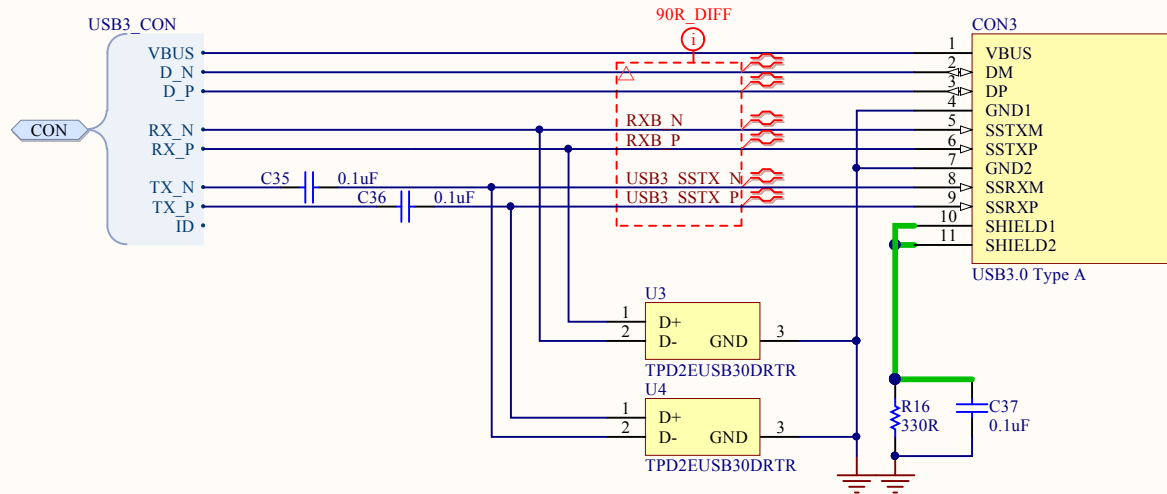 90R_DIFF
i
USB3_CON
CON3
VBUS
D_N
D_P
RX_N
RX_P
TX_N
TX_P
ID
CON
C35
0.1uF
C36
0.1uF
RXB_N
RXB_P
USB3_SSTX_N
USB3_SSTX_P
1 VBUS
2 DM
3 DP
4 GND1
5 SSTXM
6 SSTXP
7 GND2
8 SSRXM
9 SSRXP
10 SHIELD1
11 SHIELD2
USB3.0 Type A
U3
1 D+
2 D- GND 3
TPD2EUSB30DRTR
U4
1 D+
2 D- GND 3
TPD2EUSB30DRTR
R16
330R
C37
0.1uF